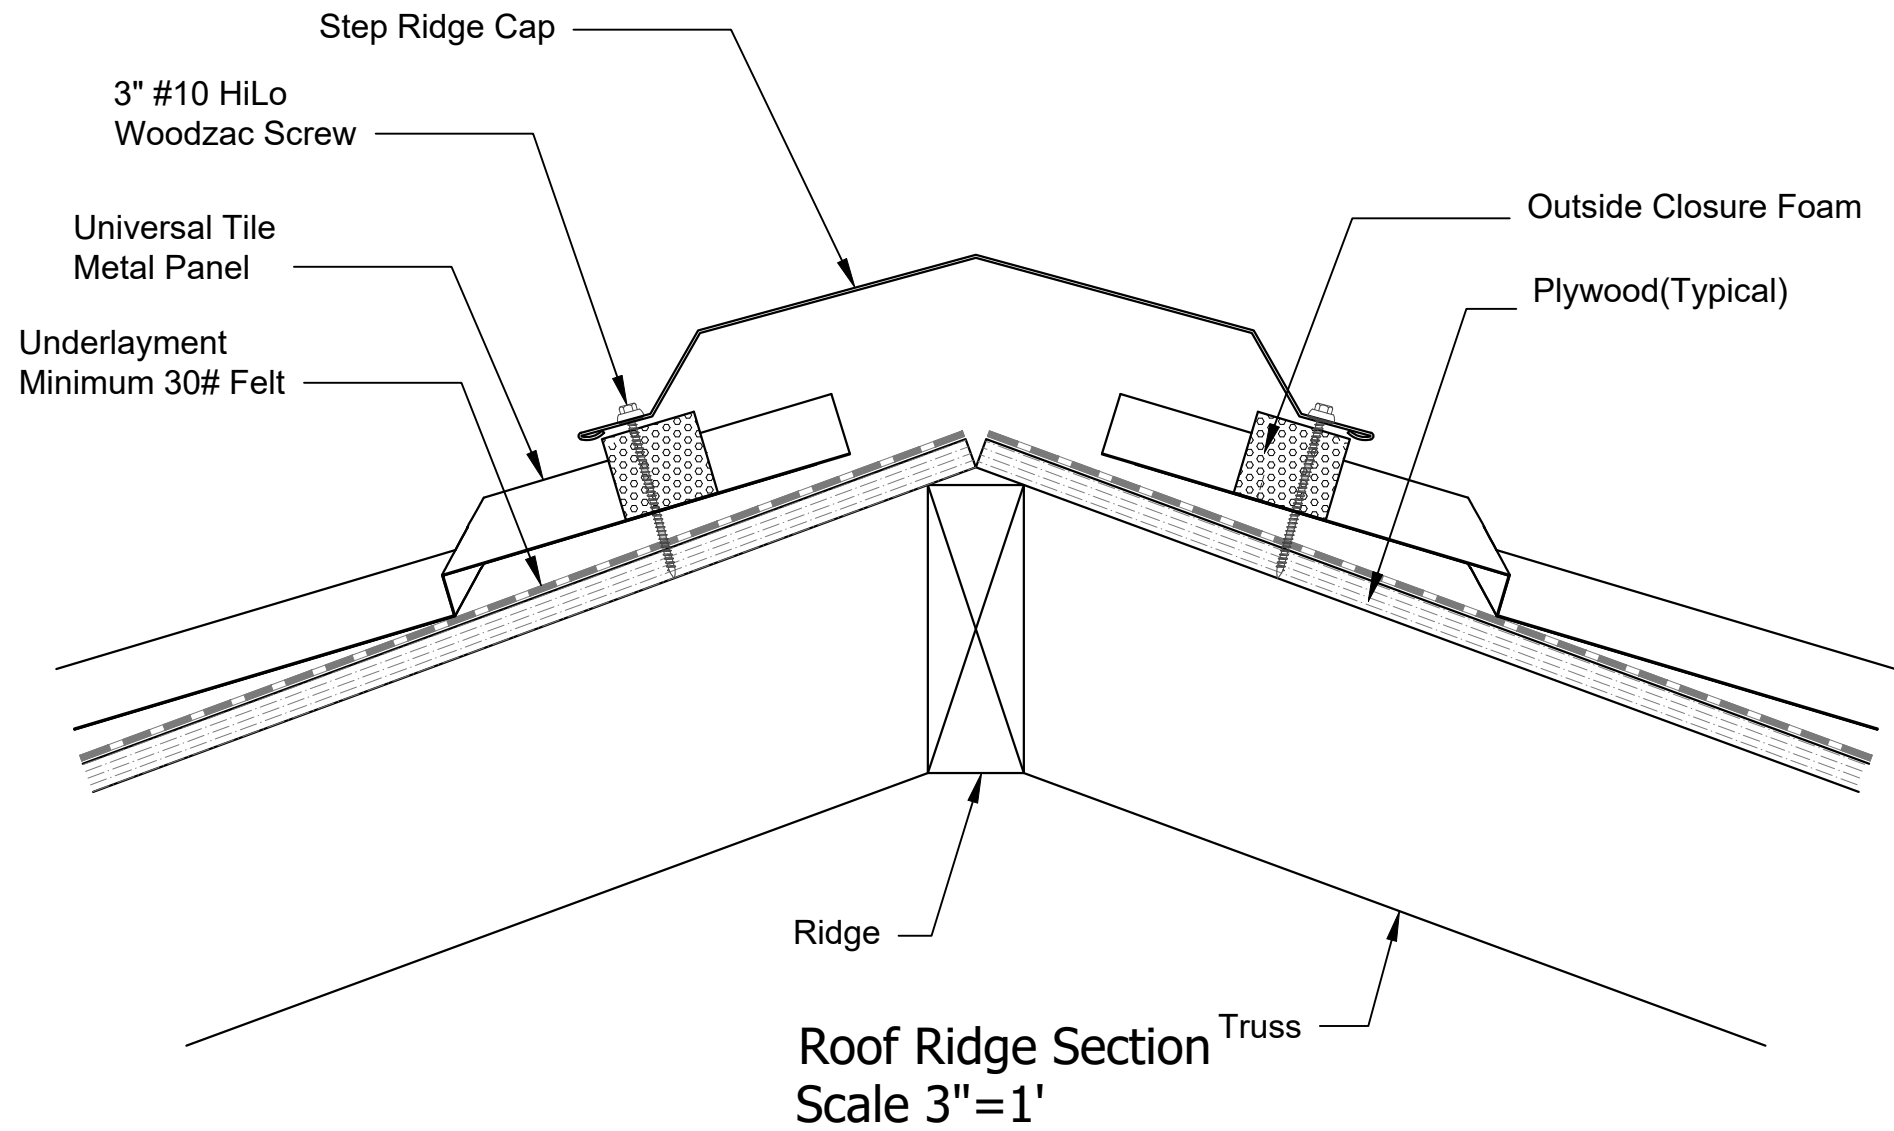 Step Ridge Cap
3" #10 HiLo
Woodzac Screw
Universal Tile
Metal Panel
Underlayment
Minimum 30# Felt
Outside Closure Foam
Plywood(Typical)
Ridge
Truss
Roof Ridge Section
Scale 3"=1'